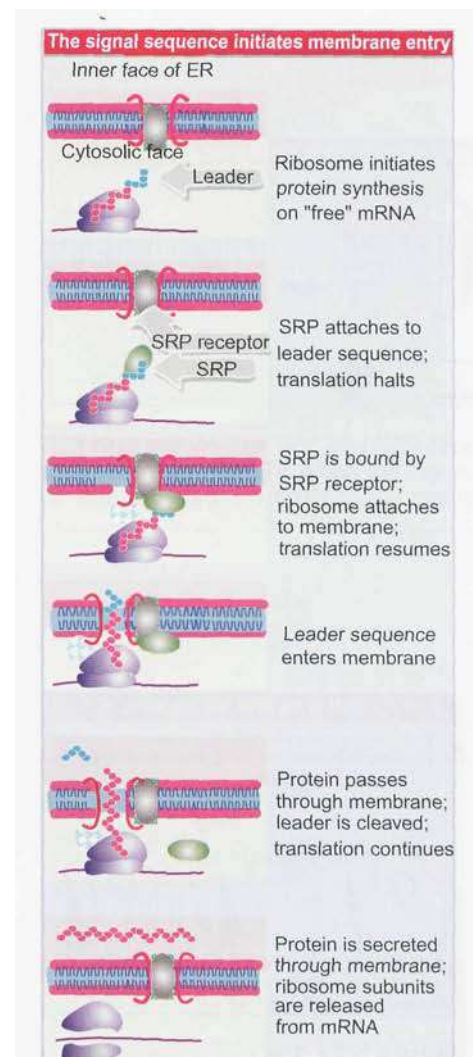 The signal sequence initiates membrane entry
Inner face of ER
Cytosolic face
Leader
Ribosome initiates
protein synthesis
on "free" mRNA
SRP receptor
SRP
SRP attaches to
leader sequence;
translation halts
SRP is bound by
SRP receptor;
ribosome attaches
to membrane;
translation resumes
Leader sequence
enters membrane
Protein passes
through membrane;
leader is cleaved;
translation continues
Protein is secreted
through membrane;
ribosome subunits
are released
from mRNA